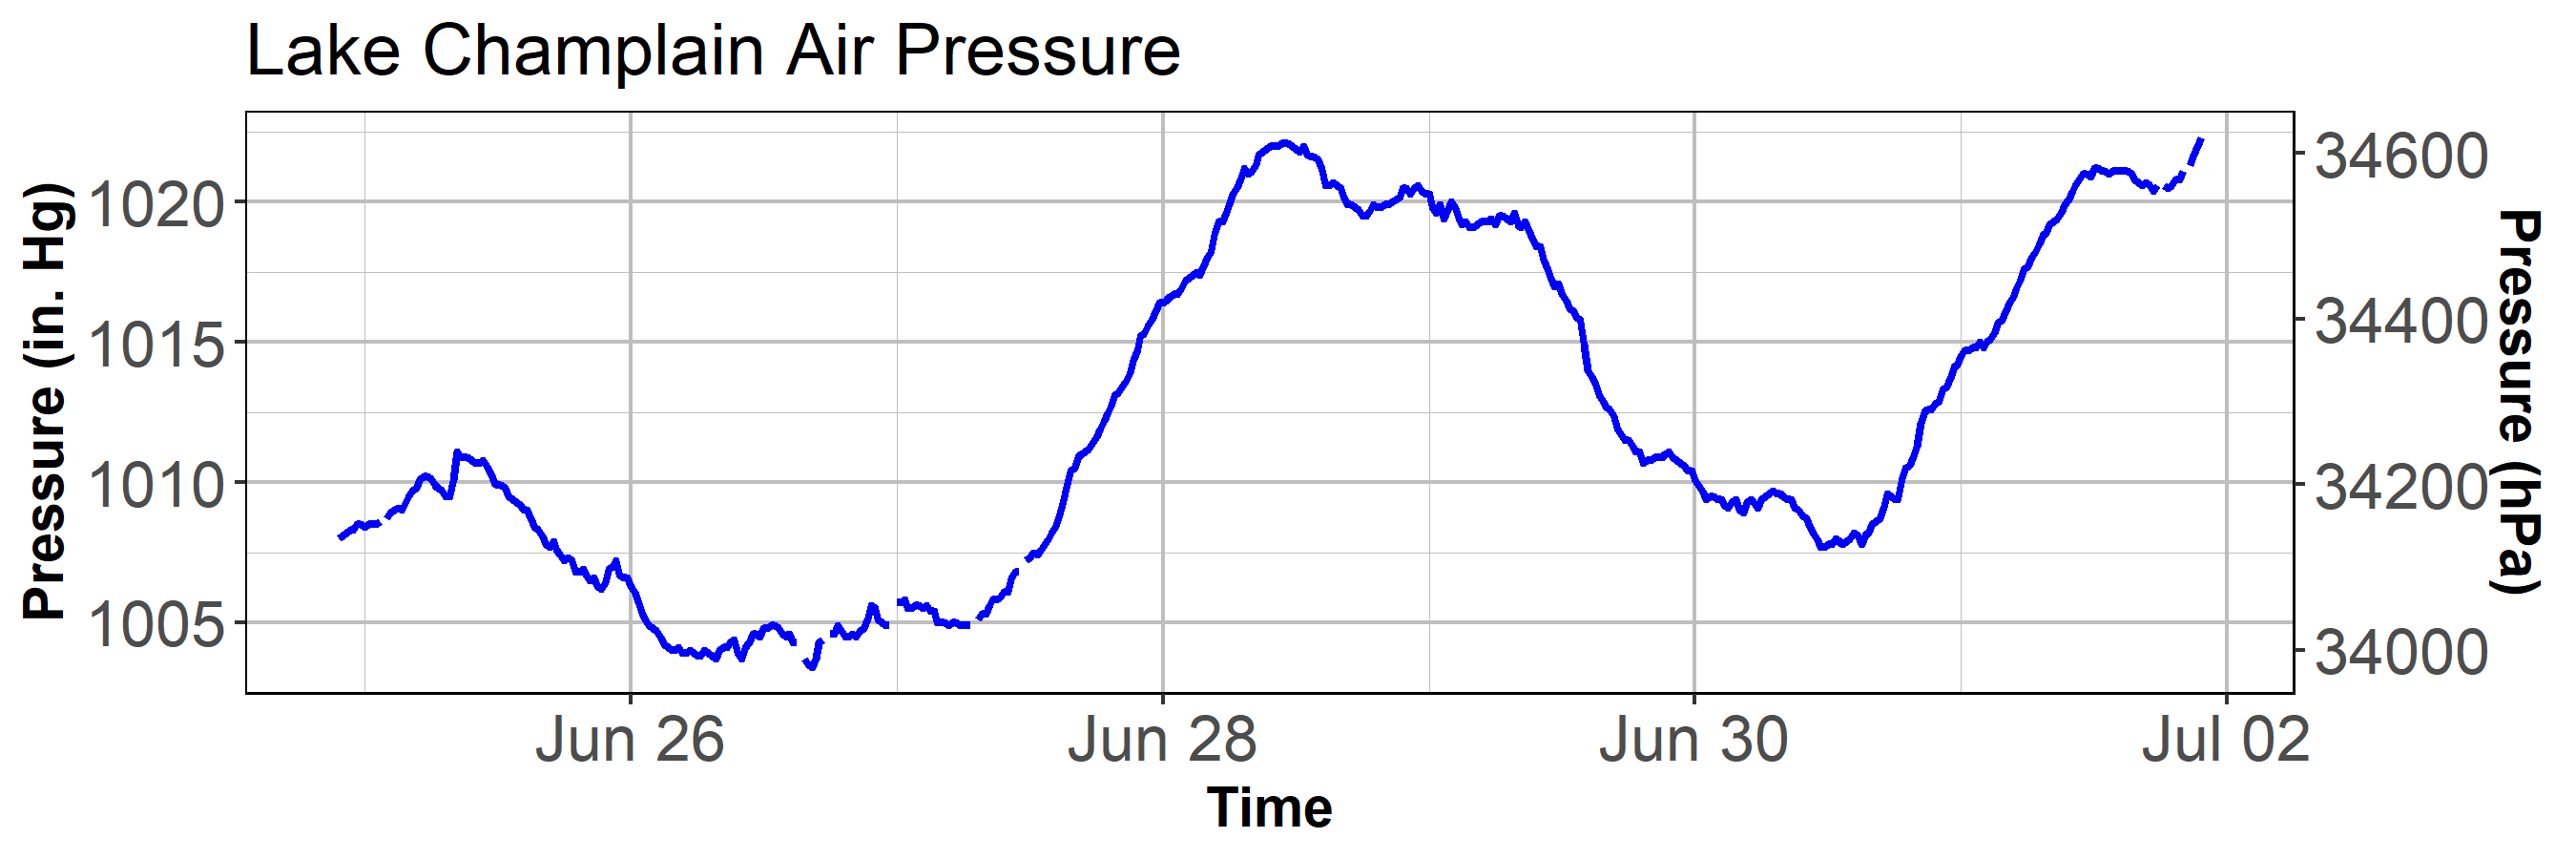 Lake Champlain Air Pressure
Pressure (in. Hg)
1020
1015
1010
1005
34600
34400
34200
34000
Pressure (hPa)
Jun 26
Jun 28
Jun 30
Jul 02
Time